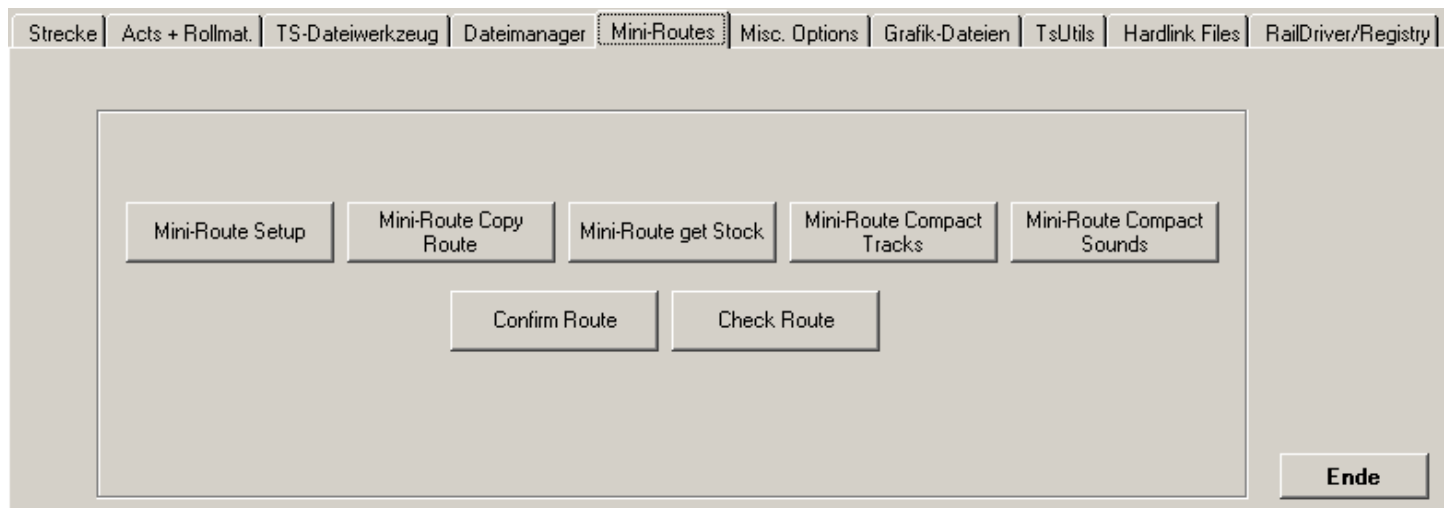 Strecke Acts + Rollmat. TS-Dateiwerkzeug Dateimanager Mini-Routes Misc. Options Grafik-Dateien TsUtils Hardlink Files RailDriver/Registry
Mini-Route Setup
Mini-Route Copy
Route
Mini-Route get Stock
Mini-Route Compact
Tracks
Mini-Route Compact
Sounds
Confirm Route
Check Route
Ende